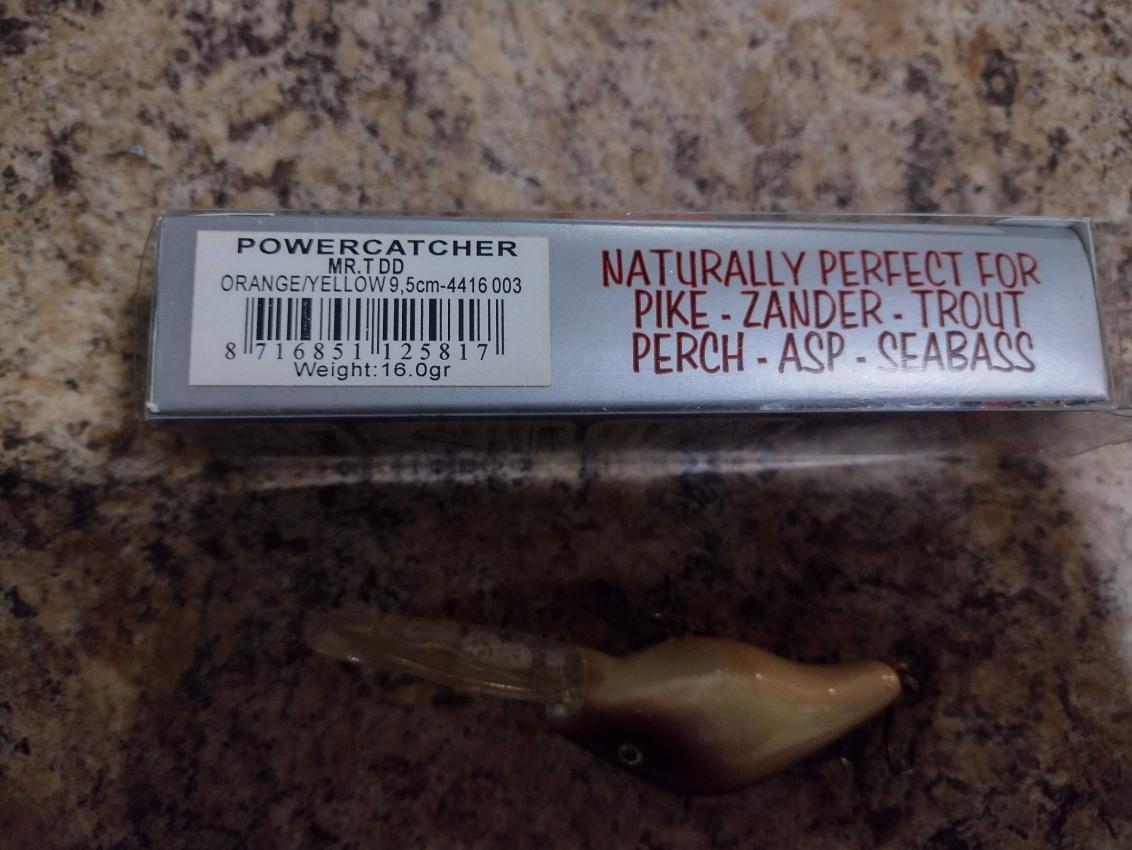 POWERCATCHER
MR.T DD
ORANGE/YELLOW 9,5cm-4416 003
8 716851 125817
Weight:16.0gr
NATURALLY PERFECT FOR
PIKE - ZANDER - TROUT
PERCH - ASP - SEABASS